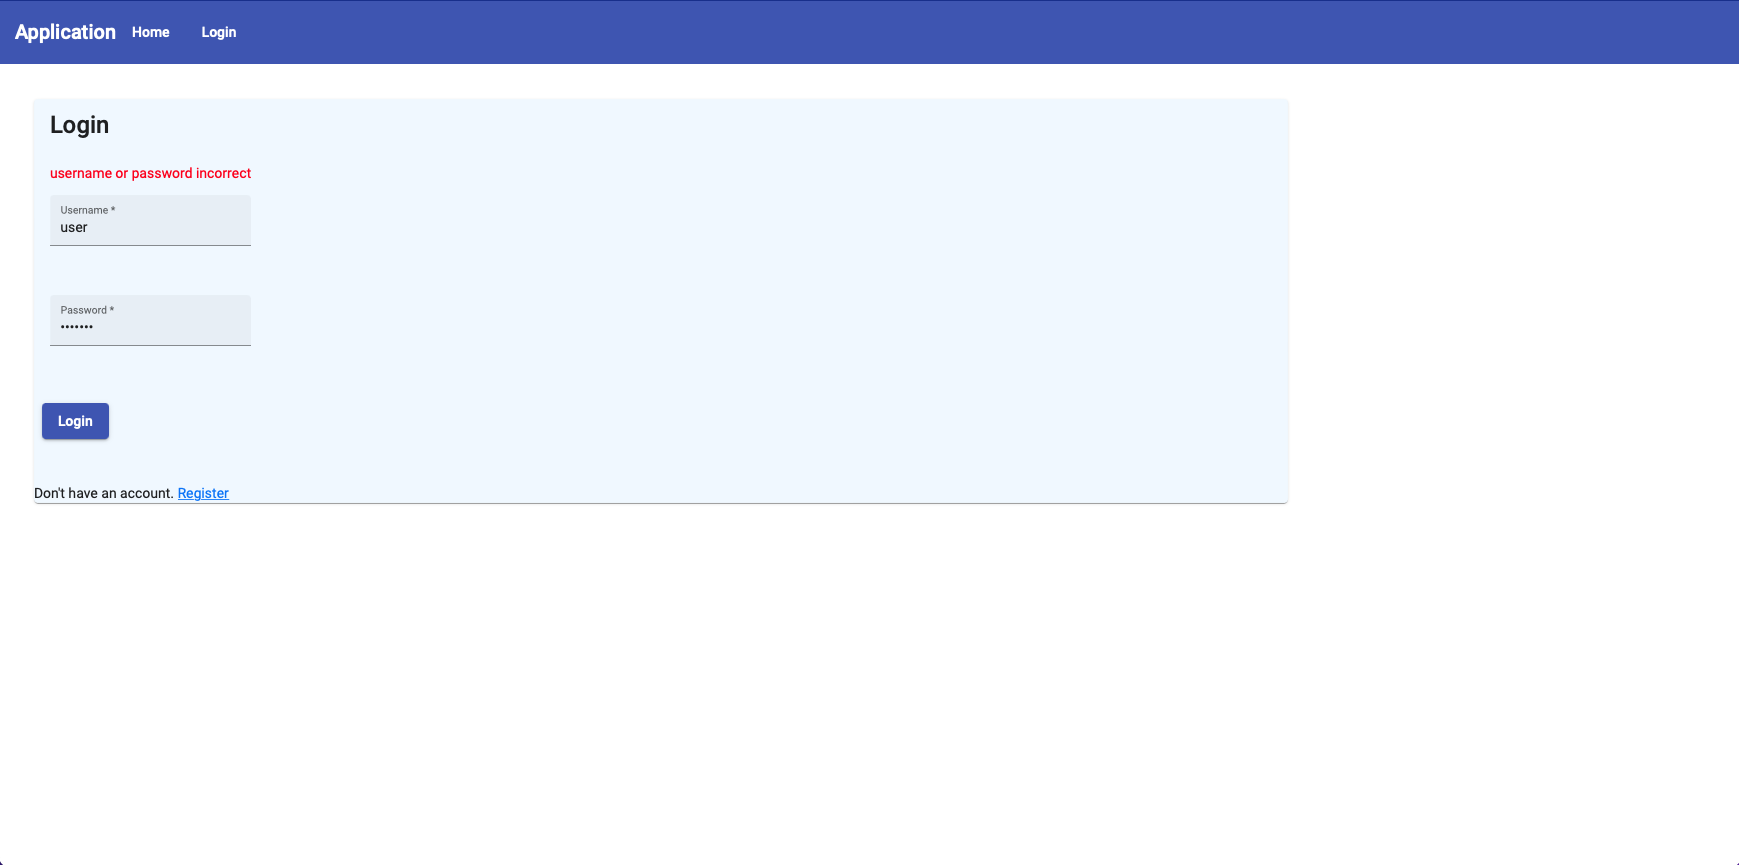 Application Home Login
Login
username or password incorrect
Username *
user
Password *
•••••••
Login
Don't have an account. Register